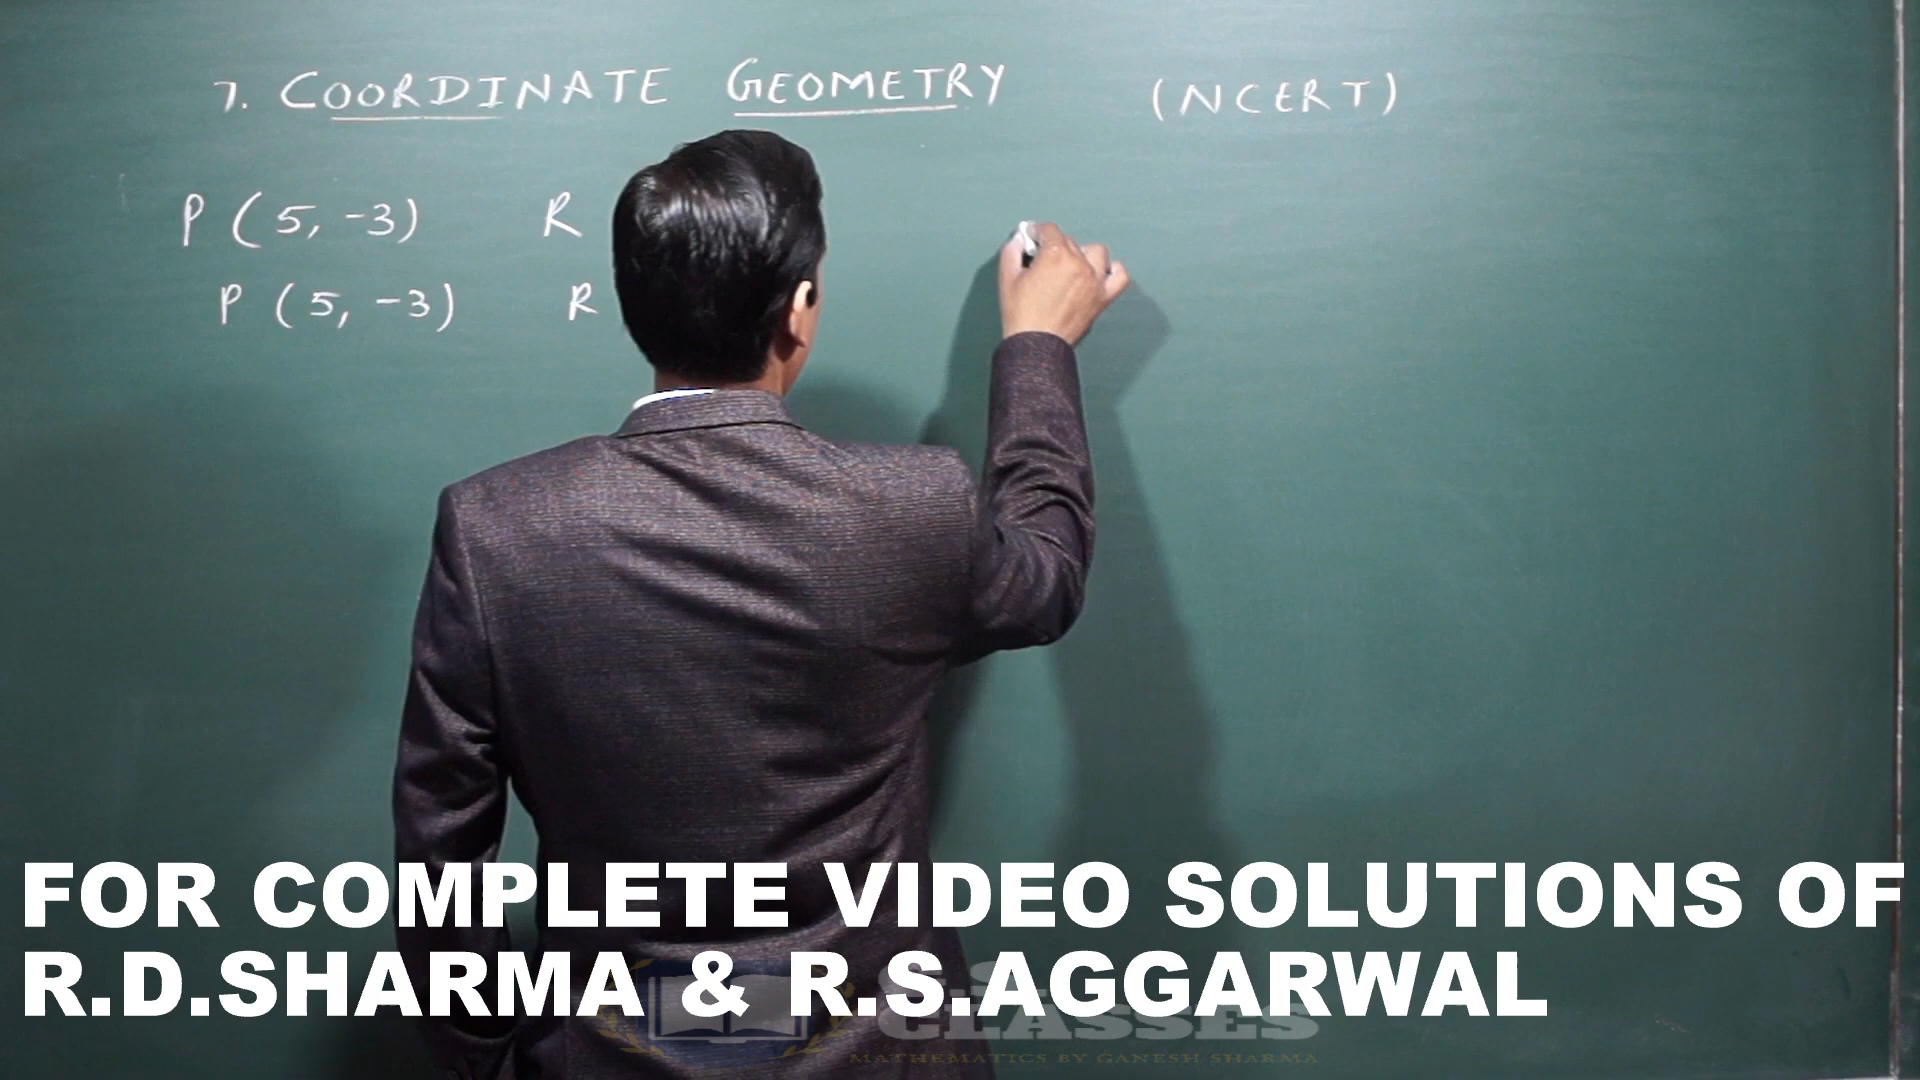 7. COORDINATE GEOMETRY (NCERT)
P (5, -3) R
P (5, -3) R
FOR COMPLETE VIDEO SOLUTIONS OF
R.D.SHARMA & R.S.AGGARWAL
CLASSES
MATHEMATICS BY GANESH SHARMA